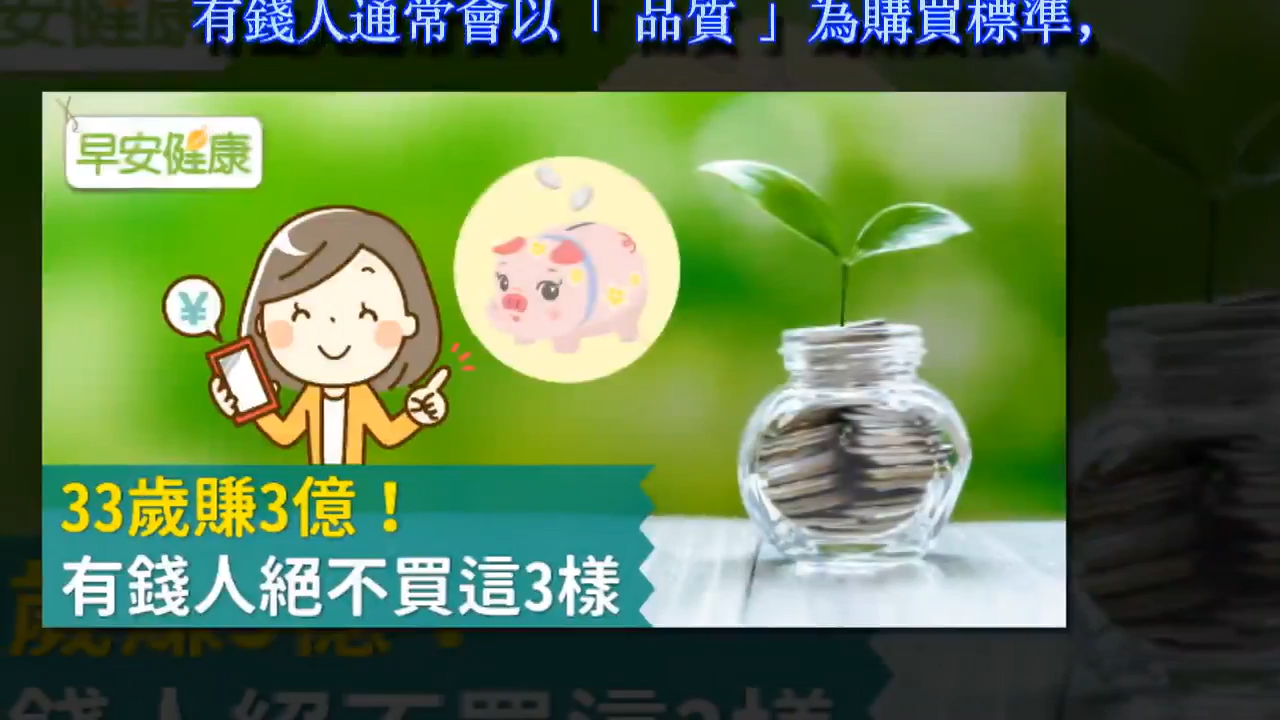 有錢人通常會以「 品質 」為購買標準，
早安健康
¥
33歲賺3億！
有錢人絕不買這3樣